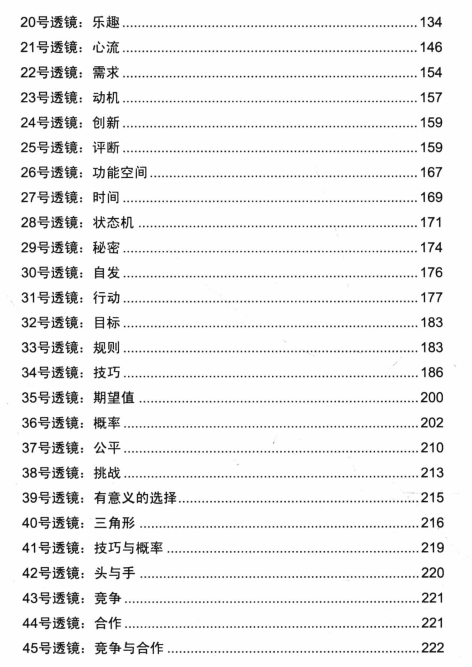 20号透镜：乐趣........................134
21号透镜：心流........................146
22号透镜：需求........................154
23号透镜：动机........................157
24号透镜：创新........................159
25号透镜：评断........................159
26号透镜：功能空间........................167
27号透镜：时间........................169
28号透镜：状态机........................171
29号透镜：秘密........................174
30号透镜：自发........................176
31号透镜：行动........................177
32号透镜：目标........................183
33号透镜：规则........................183
34号透镜：技巧........................186
35号透镜：期望值........................200
36号透镜：概率........................202
37号透镜：公平........................210
38号透镜：挑战........................213
39号透镜：有意义的选择........................215
40号透镜：三角形........................216
41号透镜：技巧与概率........................219
42号透镜：头与手........................220
43号透镜：竞争........................221
44号透镜：合作........................221
45号透镜：竞争与合作........................222